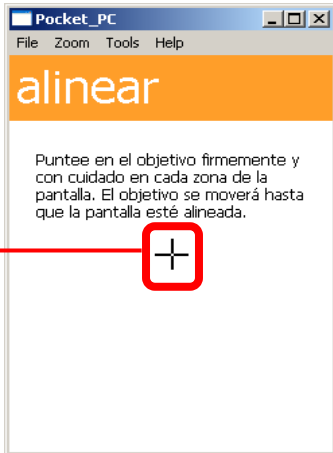 Pocket_PC
File Zoom Tools Help
alinear
Puntee en el objetivo firmemente y
con cuidado en cada zona de la
pantalla. El objetivo se moverá hasta
que la pantalla esté alineada.